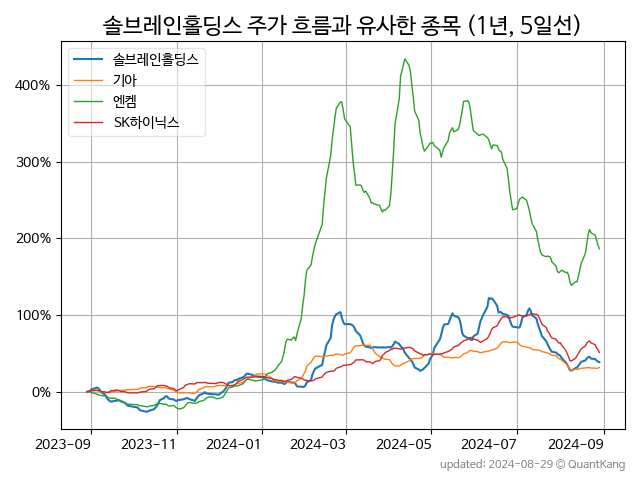 솔브레인홀딩스 주가 흐름과 유사한 종목 (1년, 5일선)
솔브레인홀딩스
기아
엔켐
SK하이닉스
400%
300%
200%
100%
0%
2023-09 2023-11 2024-01 2024-03 2024-05 2024-07 2024-09
updated: 2024-08-29 © QuantKang